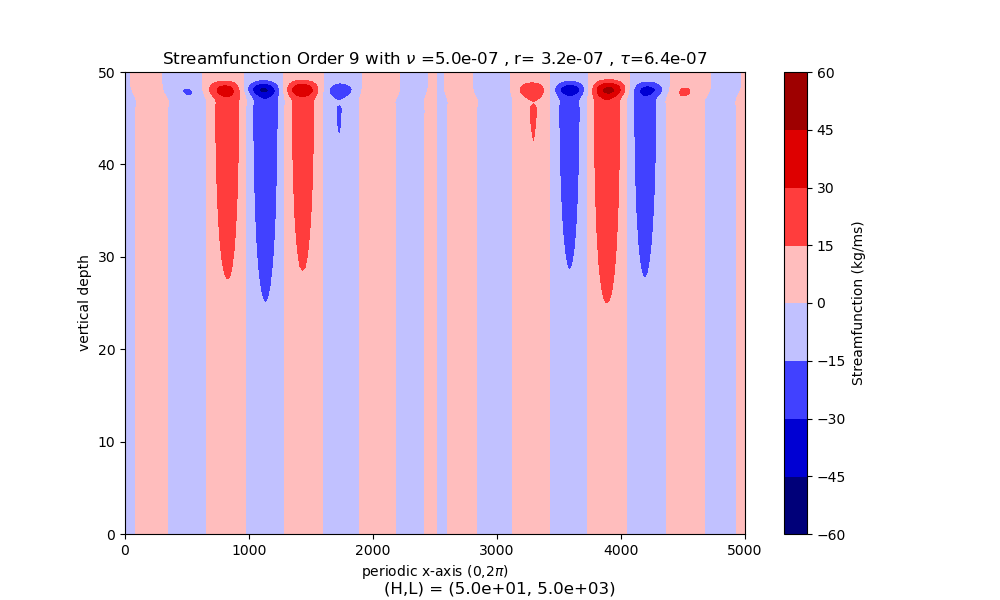 Streamfunction Order 9 with ν =5.0e-07 , r= 3.2e-07 , τ=6.4e-07
50
40
30
20
10
0
vertical depth
0 1000 2000 3000 4000 5000
periodic x-axis (0,2π)
(H,L) = (5.0e+01, 5.0e+03)
60
45
30
15
0
−15
−30
−45
−60
Streamfunction (kg/ms)